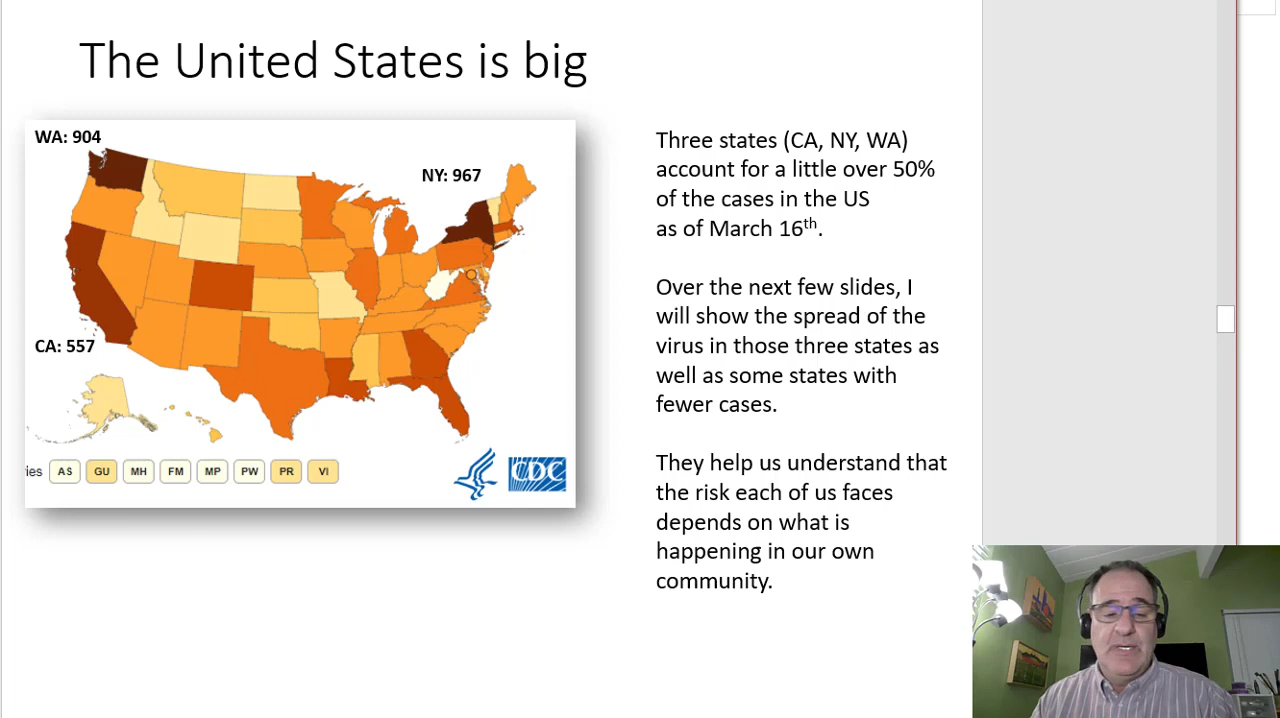 The United States is big
WA: 904
NY: 967
CA: 557
ies AS GU MH FM MP PW PR VI
CDC
Three states (CA, NY, WA)
account for a little over 50%
of the cases in the US
as of March 16th.
Over the next few slides, I
will show the spread of the
virus in those three states as
well as some states with
fewer cases.
They help us understand that
the risk each of us faces
depends on what is
happening in our own
community.